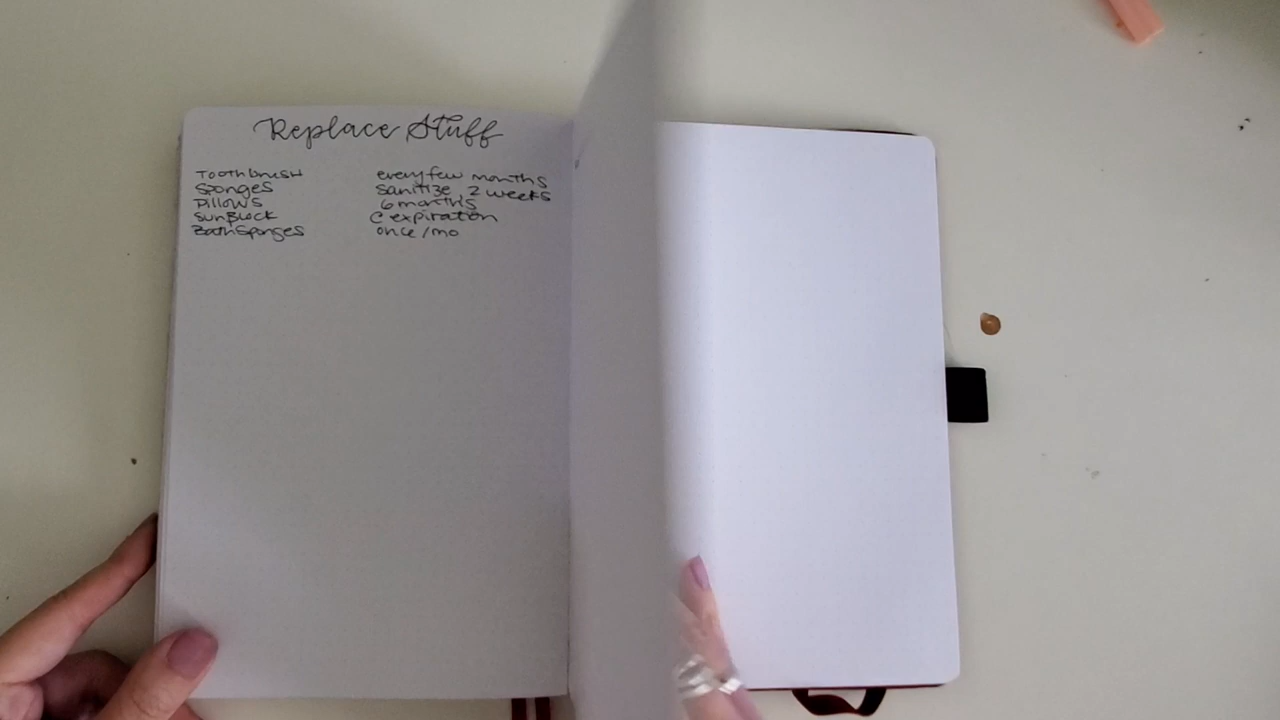 Replace Stuff
Toothbrush every few months
Sponges sanitize, 2 weeks
Pillows 6 months
SunBlock @ expiration
Bath Sponges once/mo